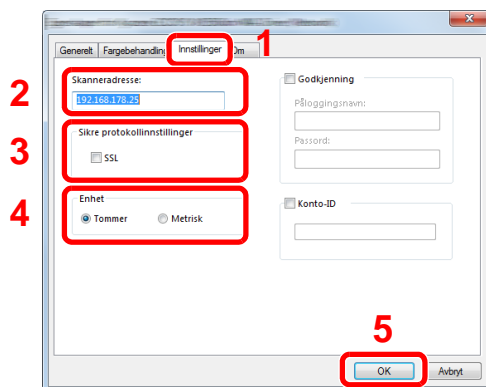 Generelt Fargebehandling Innstillinger Om
1
2
Skanneradresse:
192.168.178.25
3
Sikre protokollinnstillinger
SSL
4
Enhet
Tommer Metrisk
Godkjenning
Påloggingsnavn:
Passord:
Konto-ID
5
OK Avbryt